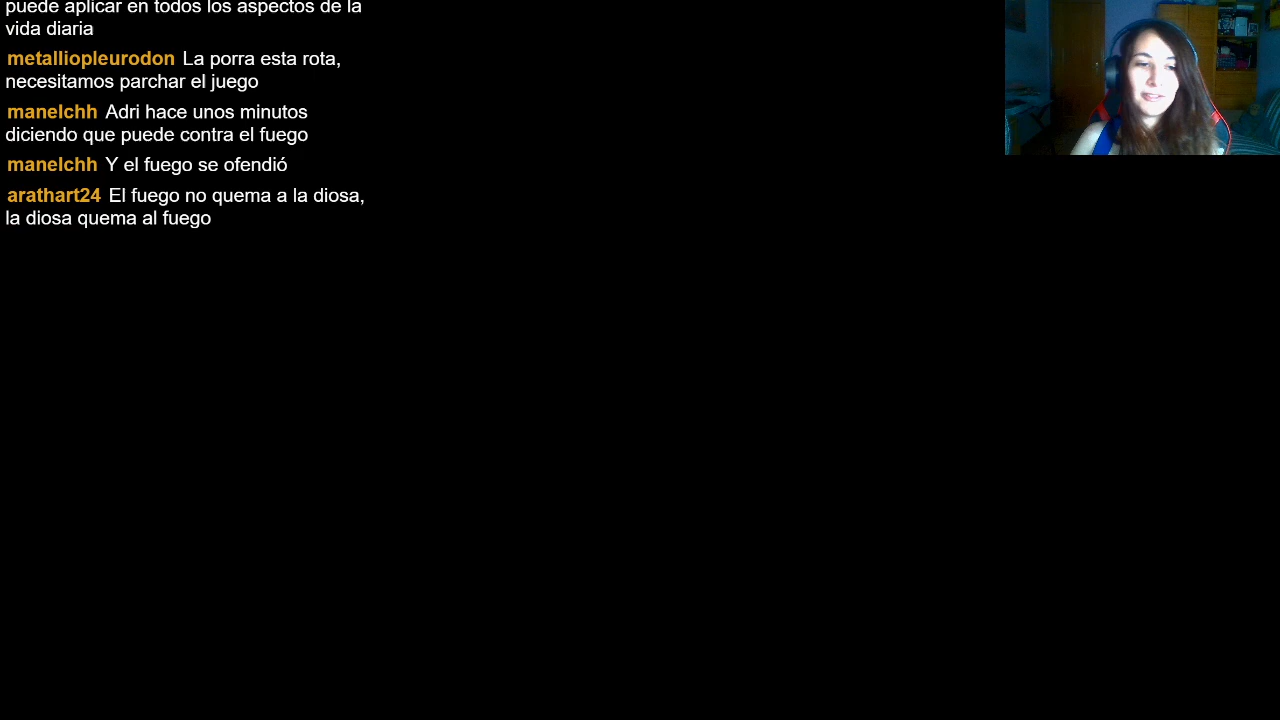 puede aplicar en todos los aspectos de la
vida diaria
metalliopleurodon La porra esta rota,
necesitamos parchar el juego
manelchh Adri hace unos minutos
diciendo que puede contra el fuego
manelchh Y el fuego se ofendió
arathart24 El fuego no quema a la diosa,
la diosa quema al fuego